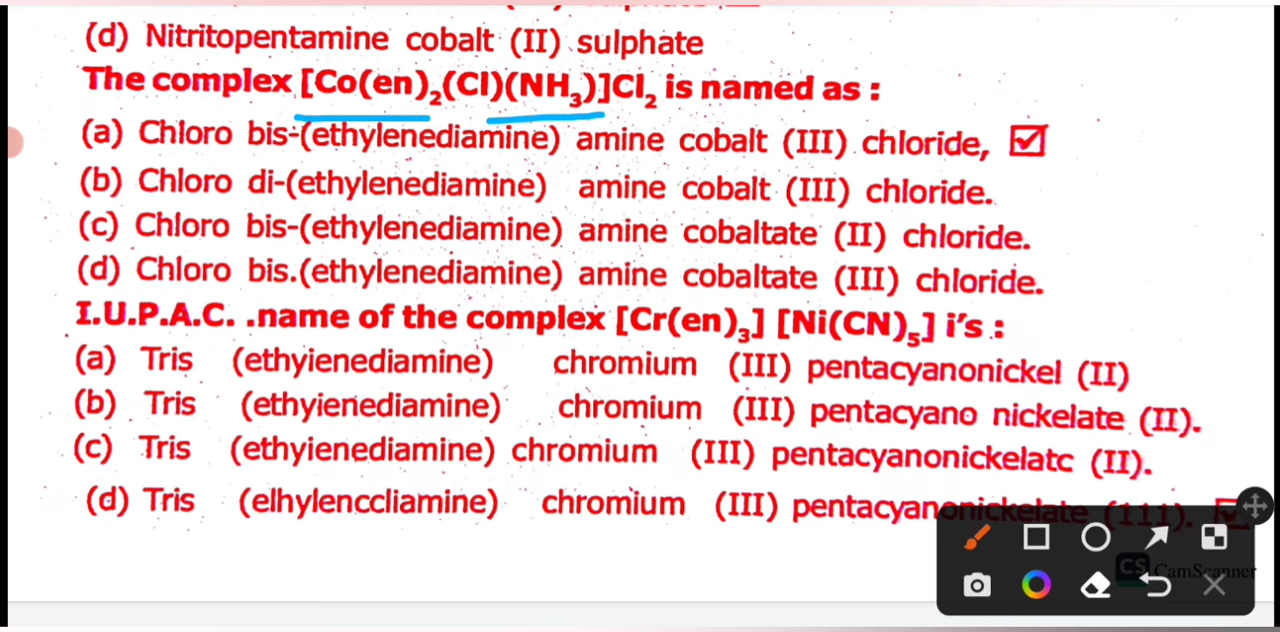 (d) Nitritopentamine cobalt (II) sulphate
The complex [Co(en)₂(Cl)(NH₃)]Cl₂ is named as :
(a) Chloro bis-(ethylenediamine) amine cobalt (III) chloride,
(b) Chloro di-(ethylenediamine) amine cobalt (III) chloride.
(c) Chloro bis-(ethylenediamine) amine cobaltate (II) chloride.
(d) Chloro bis.(ethylenediamine) amine cobaltate (III) chloride.
I.U.P.A.C. .name of the complex [Cr(en)₃] [Ni(CN)₅] i's :
(a) Tris (ethyienediamine) chromium (III) pentacyanonickel (II)
(b) Tris (ethyienediamine) chromium (III) pentacyano nickelate (II).
(c) Tris (ethyienediamine) chromium (III) pentacyanonickelatc (II).
(d) Tris (elhylenccliamine) chromium (III) pentacyanonickelate (111).
CS CamScanner